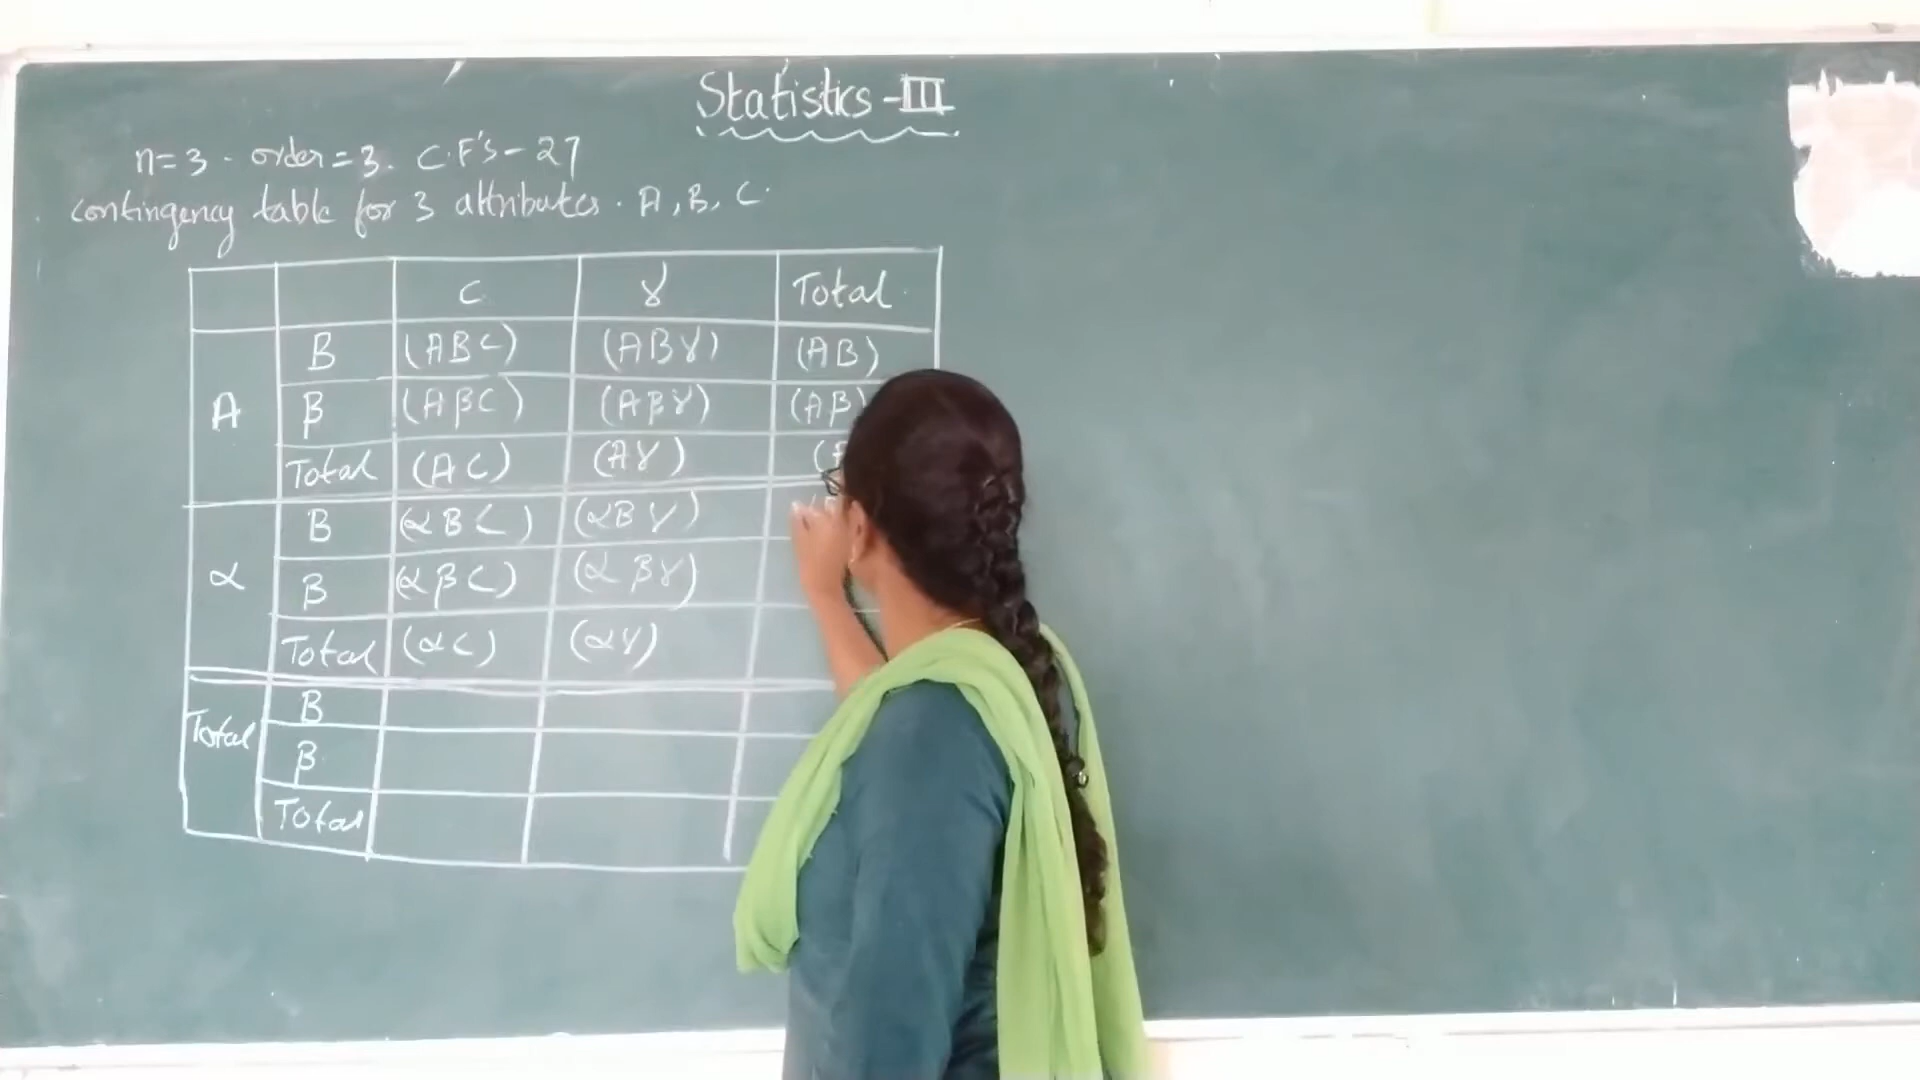 Statistics-III
n=3 - order=3. C.F's-27
contingency table for 3 attributes. A, B, C.
C γ Total
A B (ABC) (ABγ) (AB)
β (AβC) (Aβγ) (Aβ)
Total (AC) (Aγ)
α B (αBC) (αBγ)
β (αβC) (αβγ)
Total (αC) (αγ)
Total B
β
Total